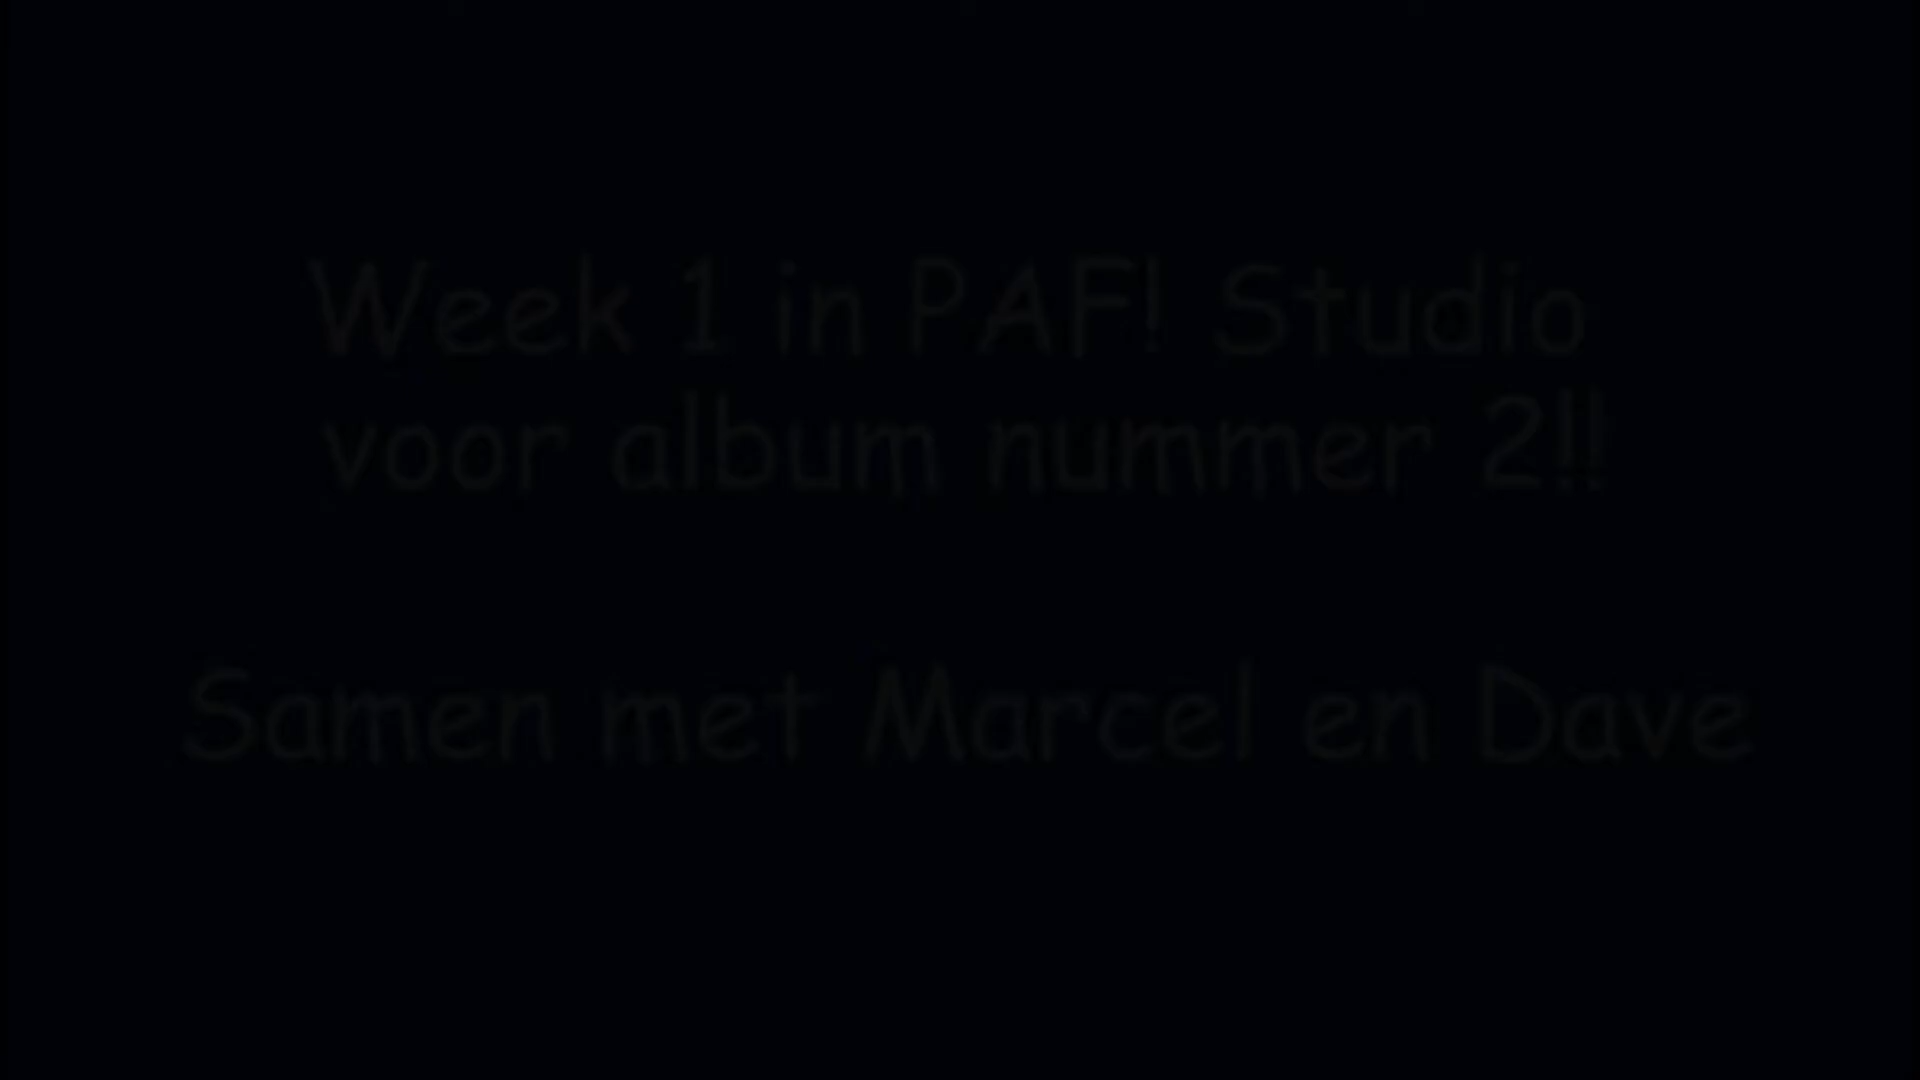 Week 1 in PAF! Studio
voor album nummer 2!!
Samen met Marcel en Dave